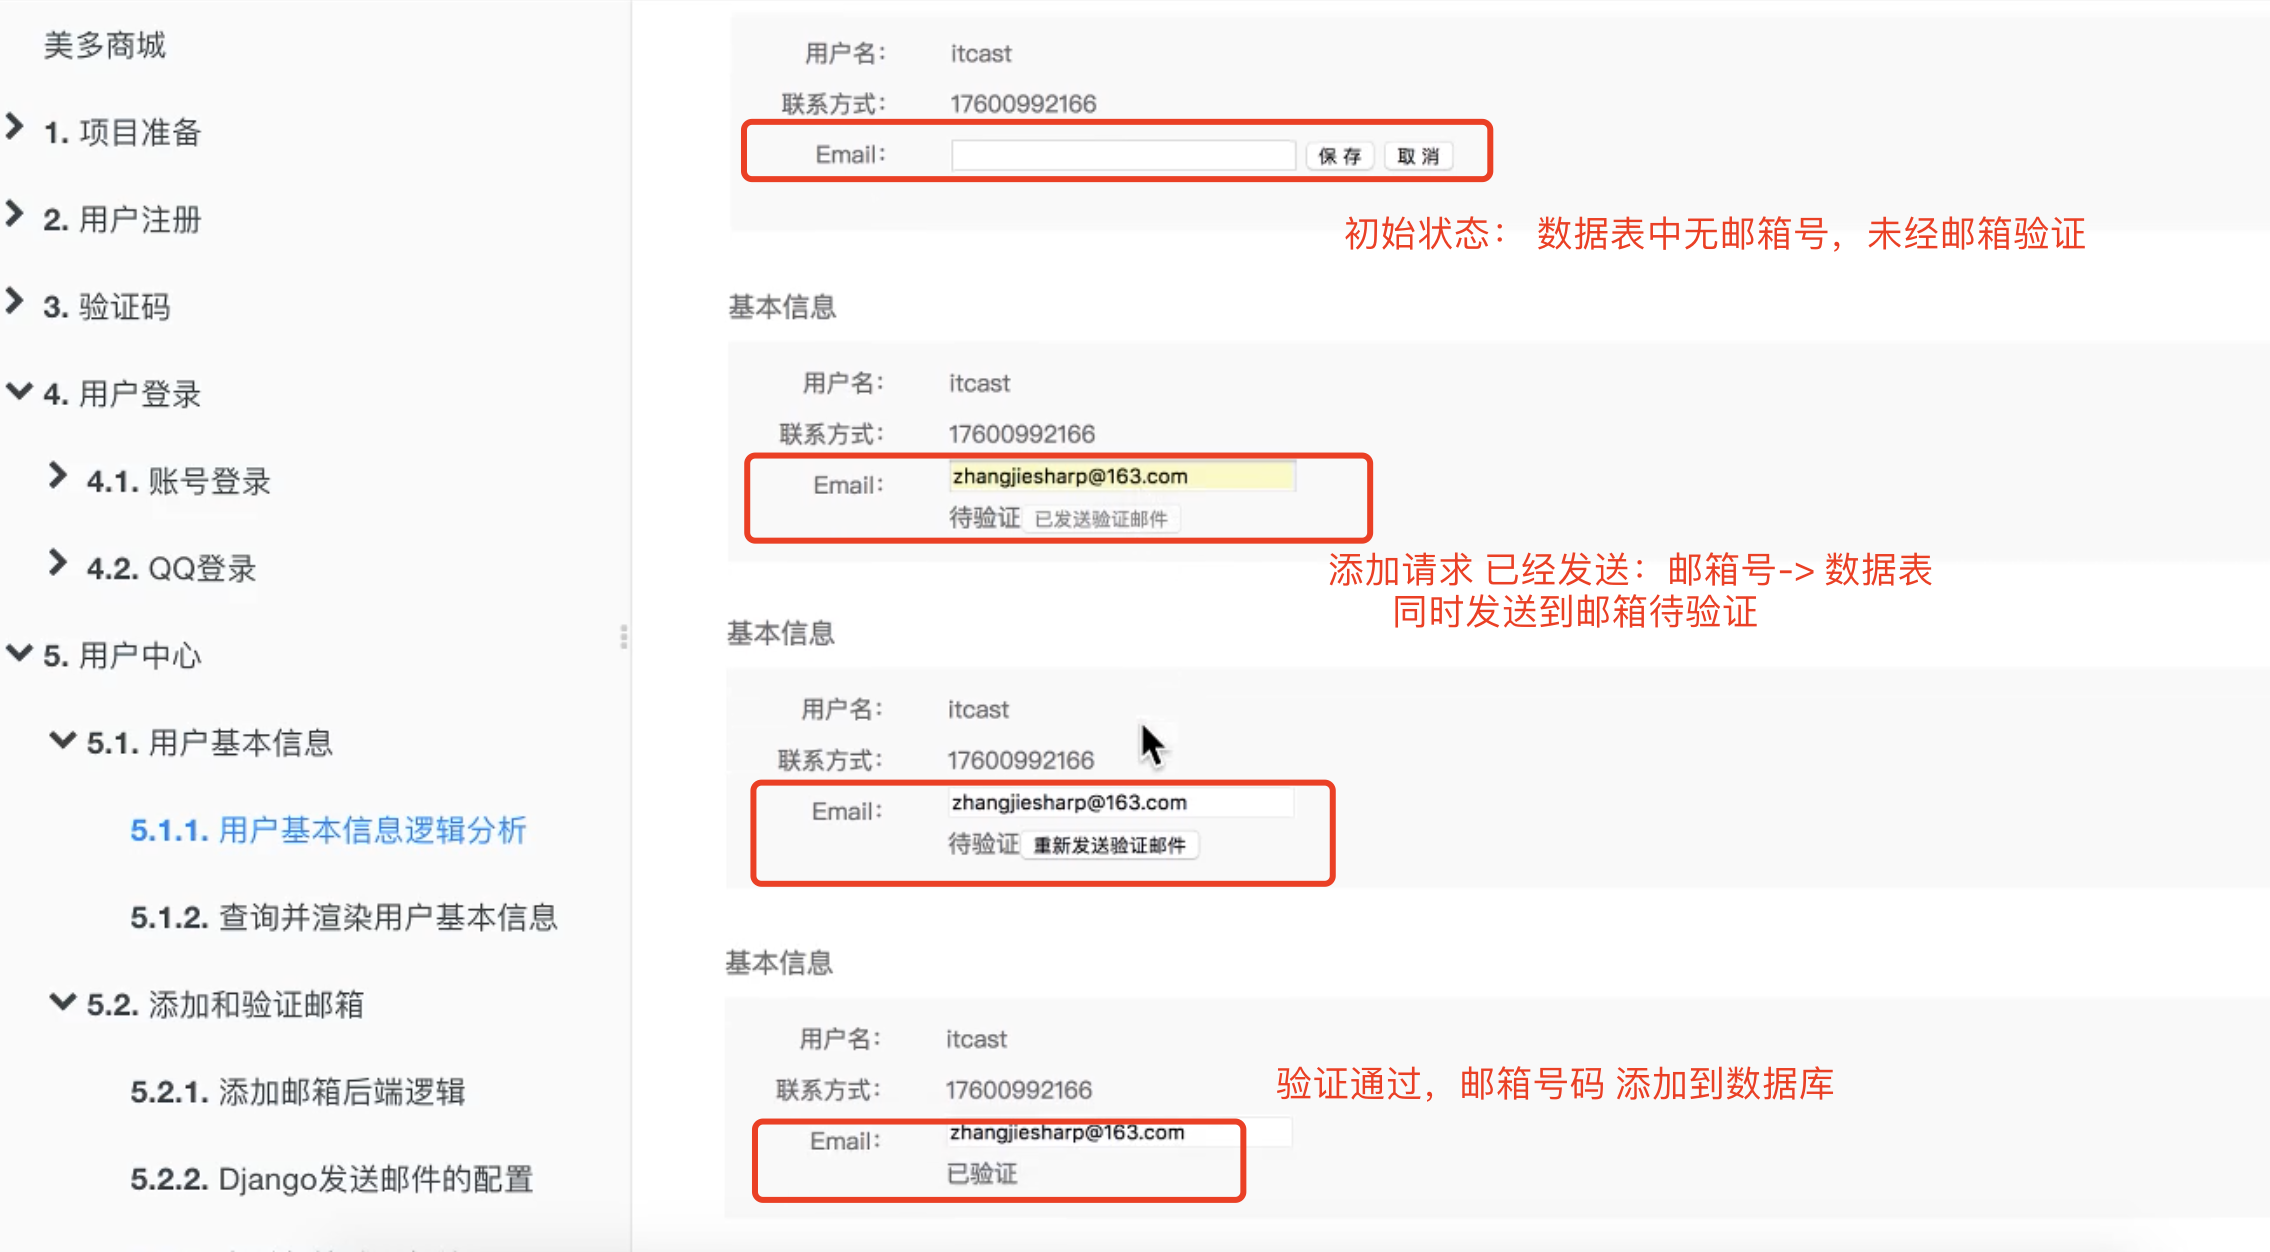 美多商城
1. 项目准备
2. 用户注册
3. 验证码
4. 用户登录
4.1. 账号登录
4.2. QQ登录
5. 用户中心
5.1. 用户基本信息
5.1.1. 用户基本信息逻辑分析
5.1.2. 查询并渲染用户基本信息
5.2. 添加和验证邮箱
5.2.1. 添加邮箱后端逻辑
5.2.2. Django发送邮件的配置
用户名： itcast
联系方式： 17600992166
Email： 保 存 取 消
初始状态： 数据表中无邮箱号，未经邮箱验证
基本信息
用户名： itcast
联系方式： 17600992166
Email： zhangjiesharp@163.com
待验证 已发送验证邮件
添加请求 已经发送：邮箱号-> 数据表
同时发送到邮箱待验证
基本信息
用户名： itcast
联系方式： 17600992166
Email： zhangjiesharp@163.com
待验证 重新发送验证邮件
基本信息
用户名： itcast
联系方式： 17600992166
验证通过，邮箱号码 添加到数据库
Email： zhangjiesharp@163.com
已验证